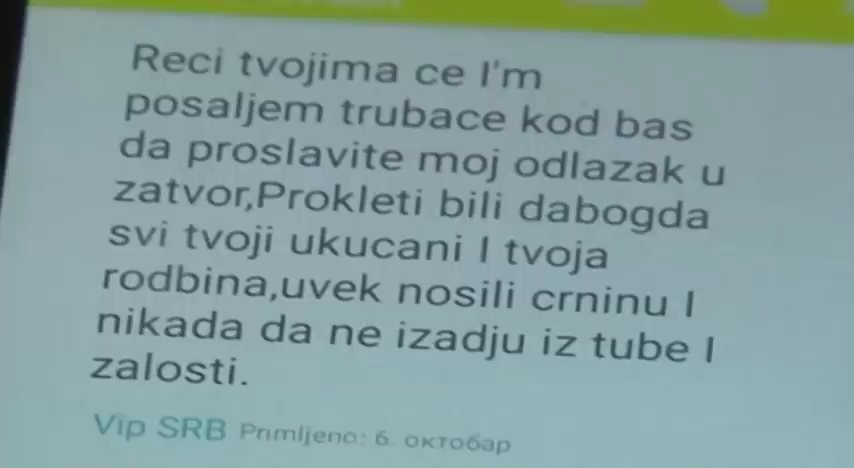 Reci tvojima ce I'm
posaljem trubace kod bas
da proslavite moj odlazak u
zatvor,Prokleti bili dabogda
svi tvoji ukucani I tvoja
rodbina,uvek nosili crninu I
nikada da ne izadju iz tube I
zalosti.
Vip SRB Primljeno: 6. октобар